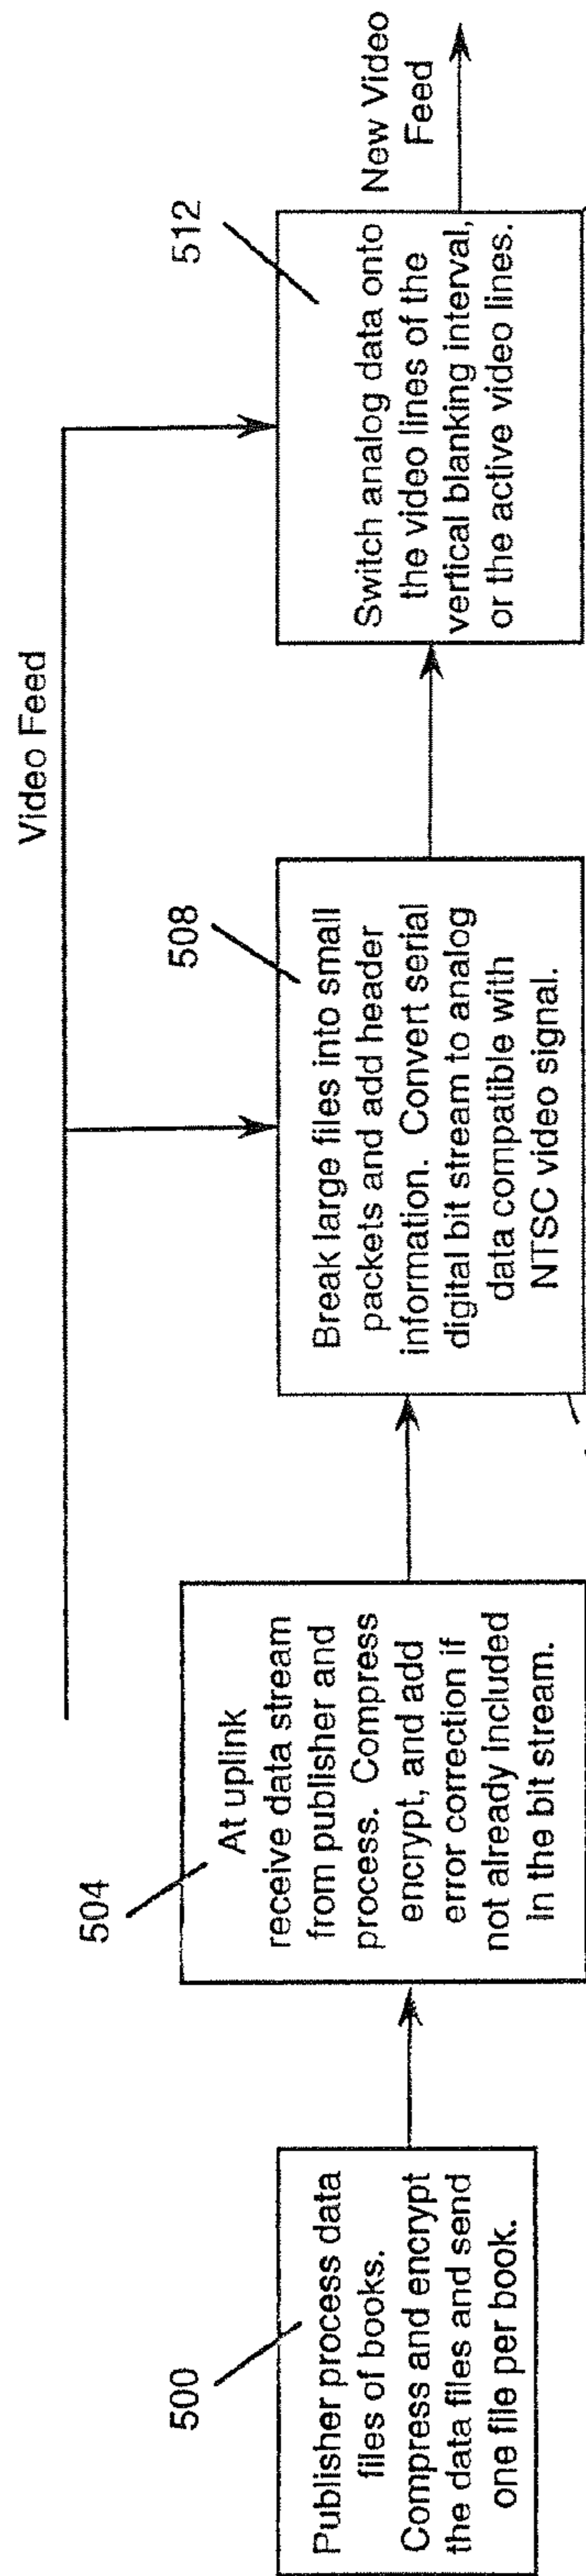 Video Feed
500
Publisher process data
files of books.
Compress and encrypt
the data files and send
one file per book.
504
At uplink
receive data stream
from publisher and
process. Compress
encrypt, and add
error correction if
not already included
in the bit stream.
508
Break large files into small
packets and add header
information. Convert serial
digital bit stream to analog
data compatible with
NTSC video signal.
512
Switch analog data onto
the video lines of the
vertical blanking interval,
or the active video lines.
New Video
Feed